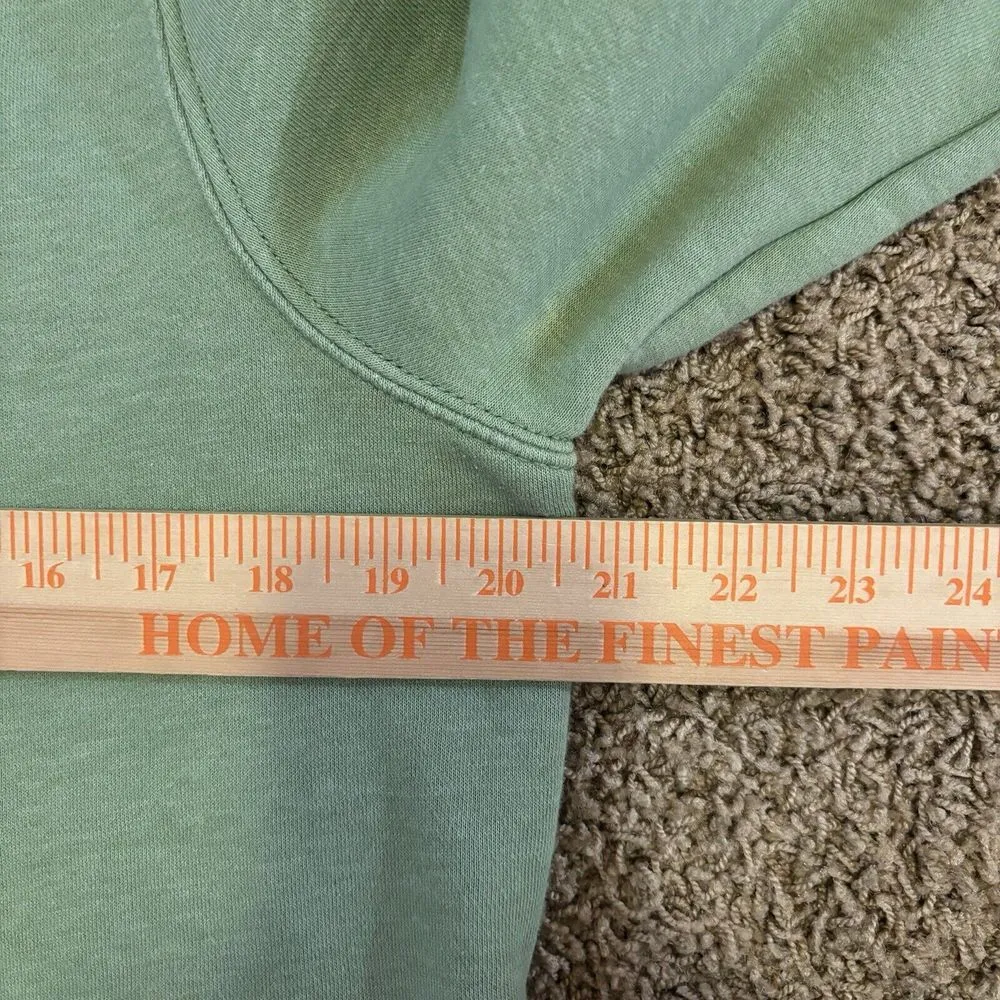 16 17 18 19 20 21 22 23 24
HOME OF THE FINEST PAIN